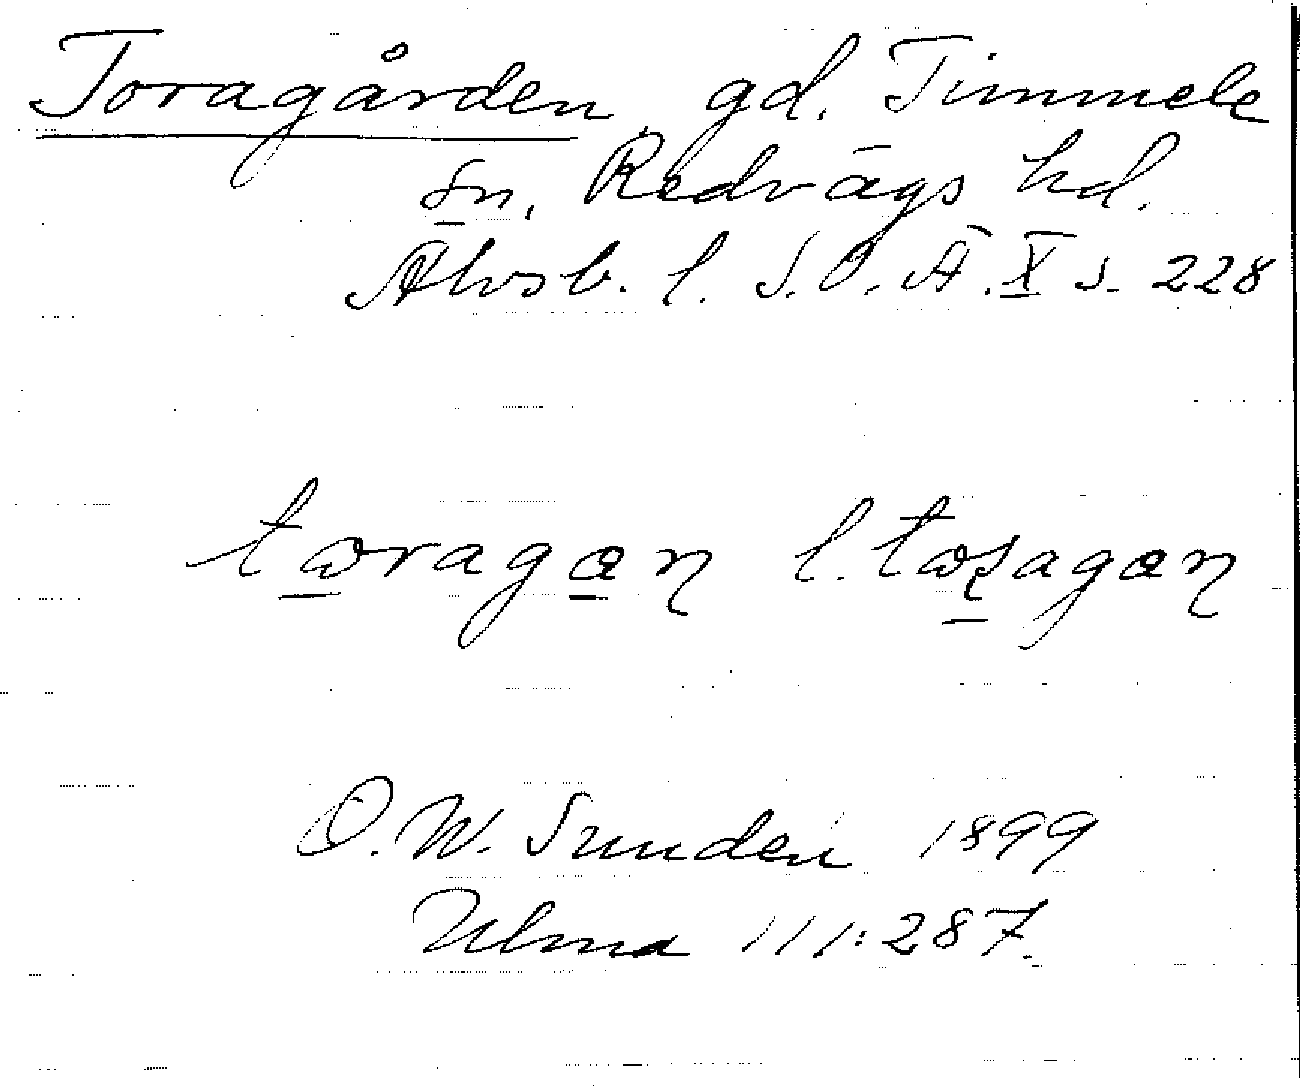 Toragården, gd. Timmele
sn, Redvägs hd.
Älvsb. l. S.O.Ä. X s. 228
toragan l. tosagan
O. W. Sunden 1899
Ulma 111:287.